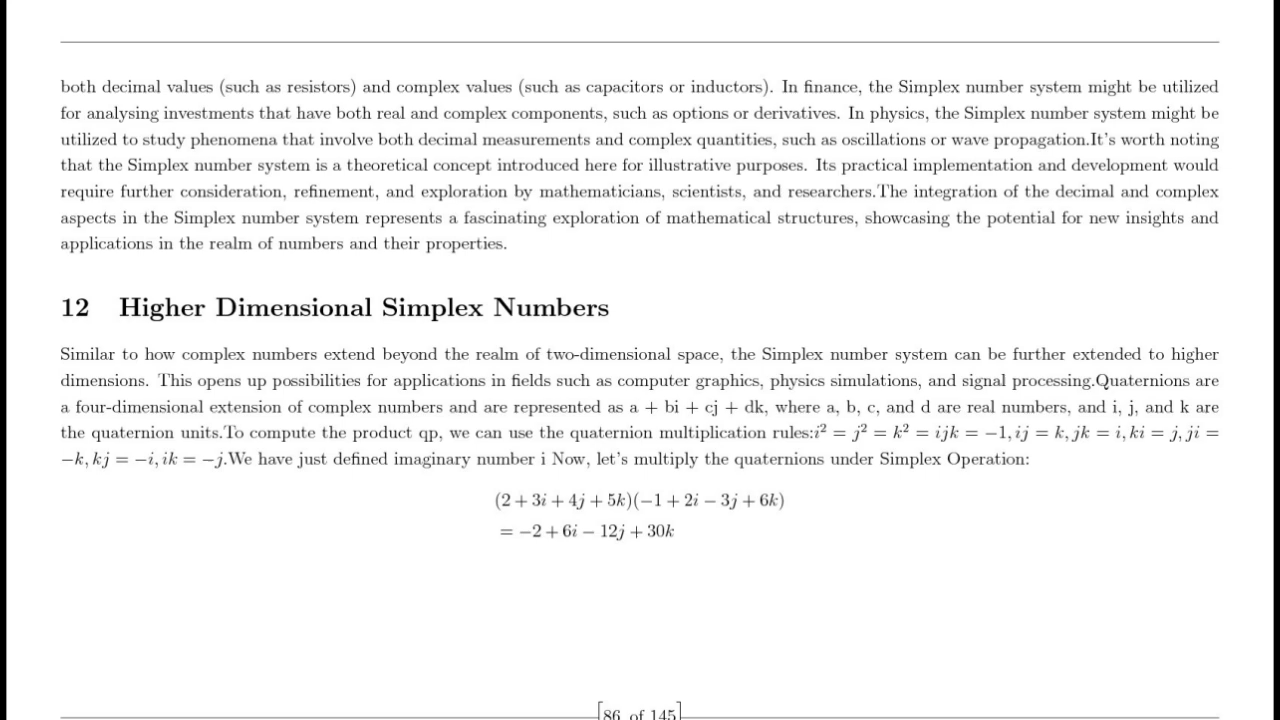 both decimal values (such as resistors) and complex values (such as capacitors or inductors). In finance, the Simplex number system might be utilized
for analysing investments that have both real and complex components, such as options or derivatives. In physics, the Simplex number system might be
utilized to study phenomena that involve both decimal measurements and complex quantities, such as oscillations or wave propagation.It's worth noting
that the Simplex number system is a theoretical concept introduced here for illustrative purposes. Its practical implementation and development would
require further consideration, refinement, and exploration by mathematicians, scientists, and researchers.The integration of the decimal and complex
aspects in the Simplex number system represents a fascinating exploration of mathematical structures, showcasing the potential for new insights and
applications in the realm of numbers and their properties.
12 Higher Dimensional Simplex Numbers
Similar to how complex numbers extend beyond the realm of two-dimensional space, the Simplex number system can be further extended to higher
dimensions. This opens up possibilities for applications in fields such as computer graphics, physics simulations, and signal processing.Quaternions are
a four-dimensional extension of complex numbers and are represented as a + bi + cj + dk, where a, b, c, and d are real numbers, and i, j, and k are
the quaternion units.To compute the product qp, we can use the quaternion multiplication rules:i² = j² = k² = ijk = −1, ij = k, jk = i, ki = j, ji =
−k, kj = −i, ik = −j.We have just defined imaginary number i Now, let's multiply the quaternions under Simplex Operation:
(2 + 3i + 4j + 5k)(−1 + 2i − 3j + 6k)
= −2 + 6i − 12j + 30k
[86 of 145]